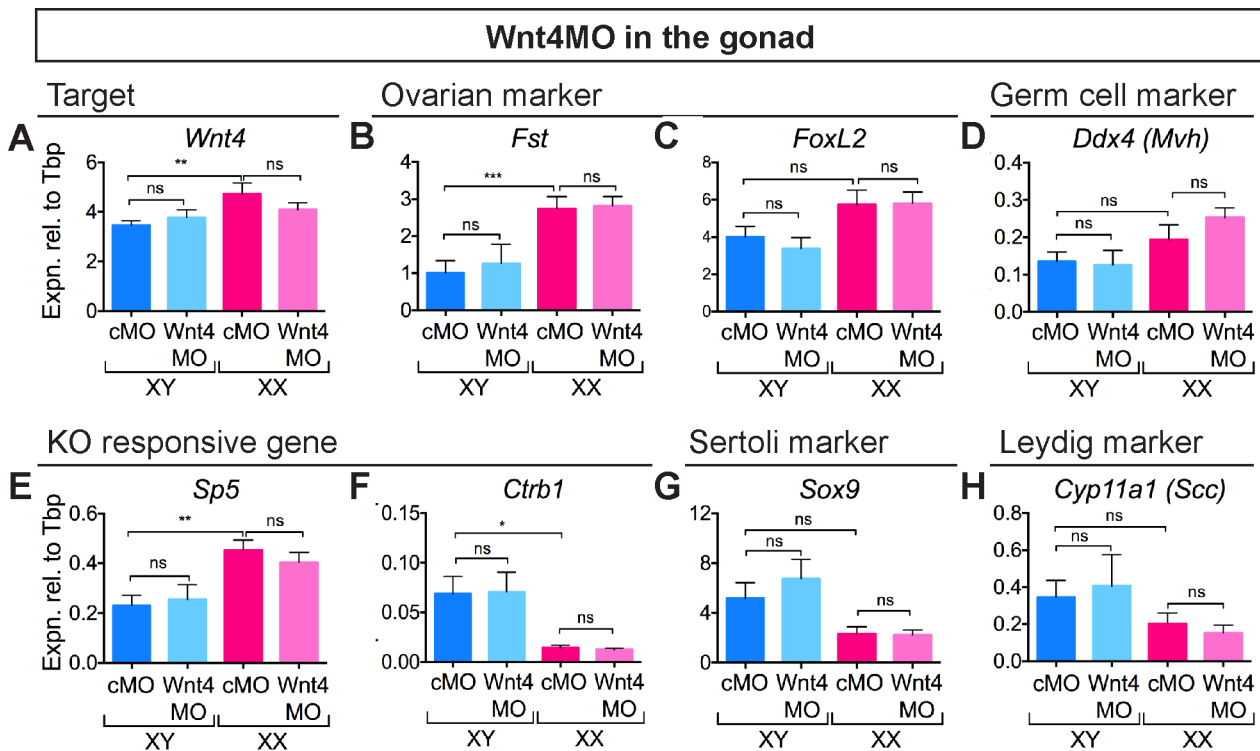 Wnt4MO in the gonad
Target
Ovarian marker
Germ cell marker
A
Wnt4
Expn. rel. to Tbp
6
4
2
0
**
ns
ns
cMO Wnt4 MO cMO Wnt4 MO
XY XX
B
Fst
4
3
2
1
0
***
ns
ns
cMO Wnt4 MO cMO Wnt4 MO
XY XX
C
FoxL2
8
6
4
2
0
ns
ns
ns
cMO Wnt4 MO cMO Wnt4 MO
XY XX
D
Ddx4 (Mvh)
0.4
0.3
0.2
0.1
0.0
ns
ns
ns
cMO Wnt4 MO cMO Wnt4 MO
XY XX
KO responsive gene
Sertoli marker
Leydig marker
E
Sp5
Expn. rel. to Tbp
0.6
0.4
0.2
0.0
**
ns
ns
cMO Wnt4 MO cMO Wnt4 MO
XY XX
F
Ctrb1
0.15
0.10
0.05
0.00
*
ns
ns
cMO Wnt4 MO cMO Wnt4 MO
XY XX
G
Sox9
12
8
4
0
ns
ns
ns
cMO Wnt4 MO cMO Wnt4 MO
XY XX
H
Cyp11a1 (Scc)
0.8
0.6
0.4
0.2
0.0
ns
ns
ns
cMO Wnt4 MO cMO Wnt4 MO
XY XX